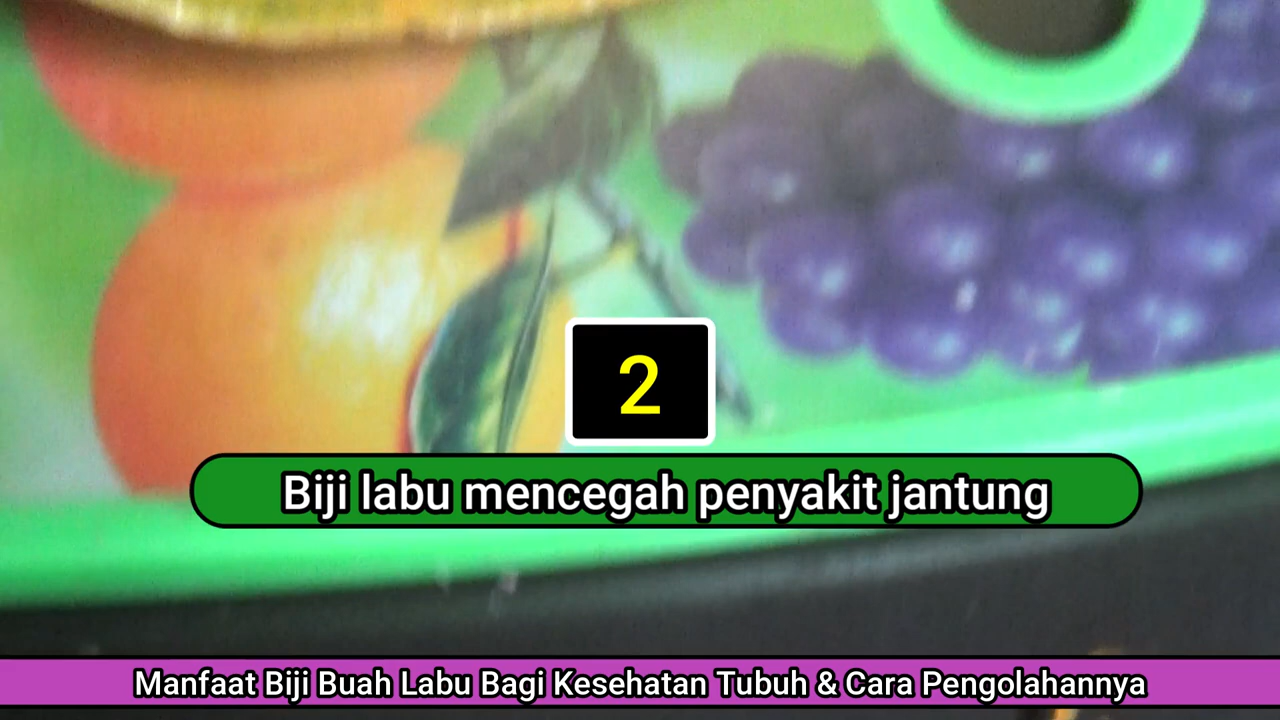 2
Biji labu mencegah penyakit jantung
Manfaat Biji Buah Labu Bagi Kesehatan Tubuh & Cara Pengolahannya